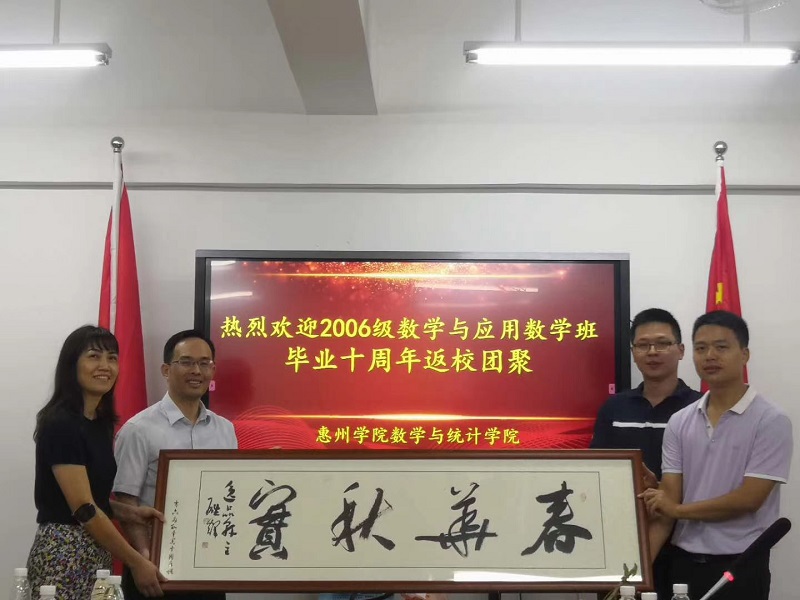 热烈欢迎2006级数学与应用数学班
毕业十周年返校团聚
惠州学院数学与统计学院
春華秋實